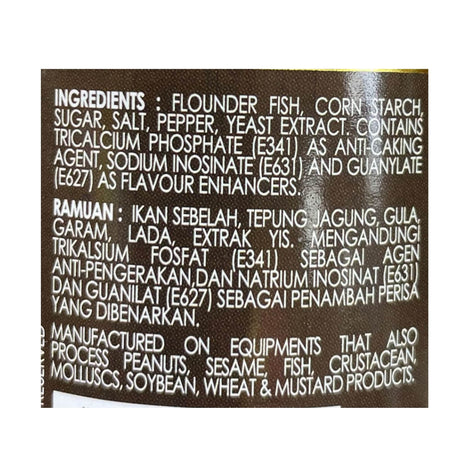 INGREDIENTS : FLOUNDER FISH, CORN STARCH,
SUGAR, SALT, PEPPER, YEAST EXTRACT. CONTAINS
TRICALCIUM PHOSPHATE (E341) AS ANTI-CAKING
AGENT, SODIUM INOSINATE (E631) AND GUANYLATE
(E627) AS FLAVOUR ENHANCERS.
RAMUAN : IKAN SEBELAH, TEPUNG JAGUNG, GULA,
GARAM, LADA, EXTRAK YIS. MENGANDUNGI
TRIKALSIUM FOSFAT (E341) SEBAGAI AGEN
ANTI-PENGERAKAN,DAN NATRIUM INOSINAT (E631)
DAN GUANILAT (E627) SEBAGAI PENAMBAH PERISA
YANG DIBENARKAN.
MANUFACTURED ON EQUIPMENTS THAT ALSO
PROCESS PEANUTS, SESAME, FISH, CRUSTACEAN,
MOLLUSCS, SOYBEAN, WHEAT & MUSTARD PRODUCTS.
RESERVED